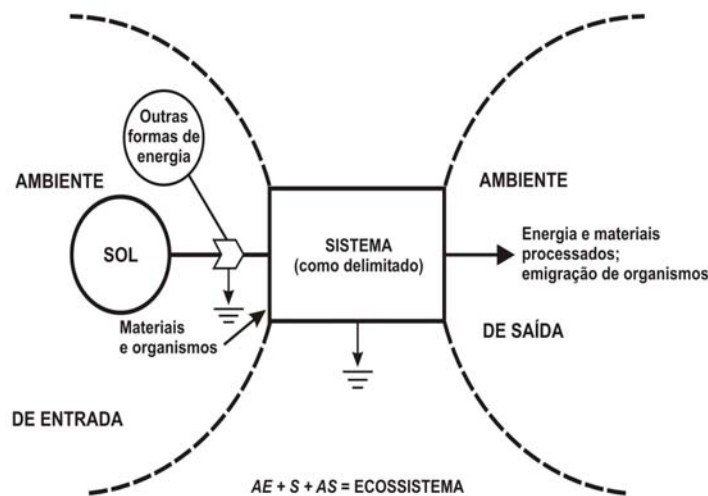 Outras
formas de
energia
AMBIENTE
AMBIENTE
SOL
SISTEMA
(como delimitado)
Energia e materiais
processados;
emigração de organismos
Materiais
e organismos
DE SAÍDA
DE ENTRADA
AE + S + AS = ECOSSISTEMA